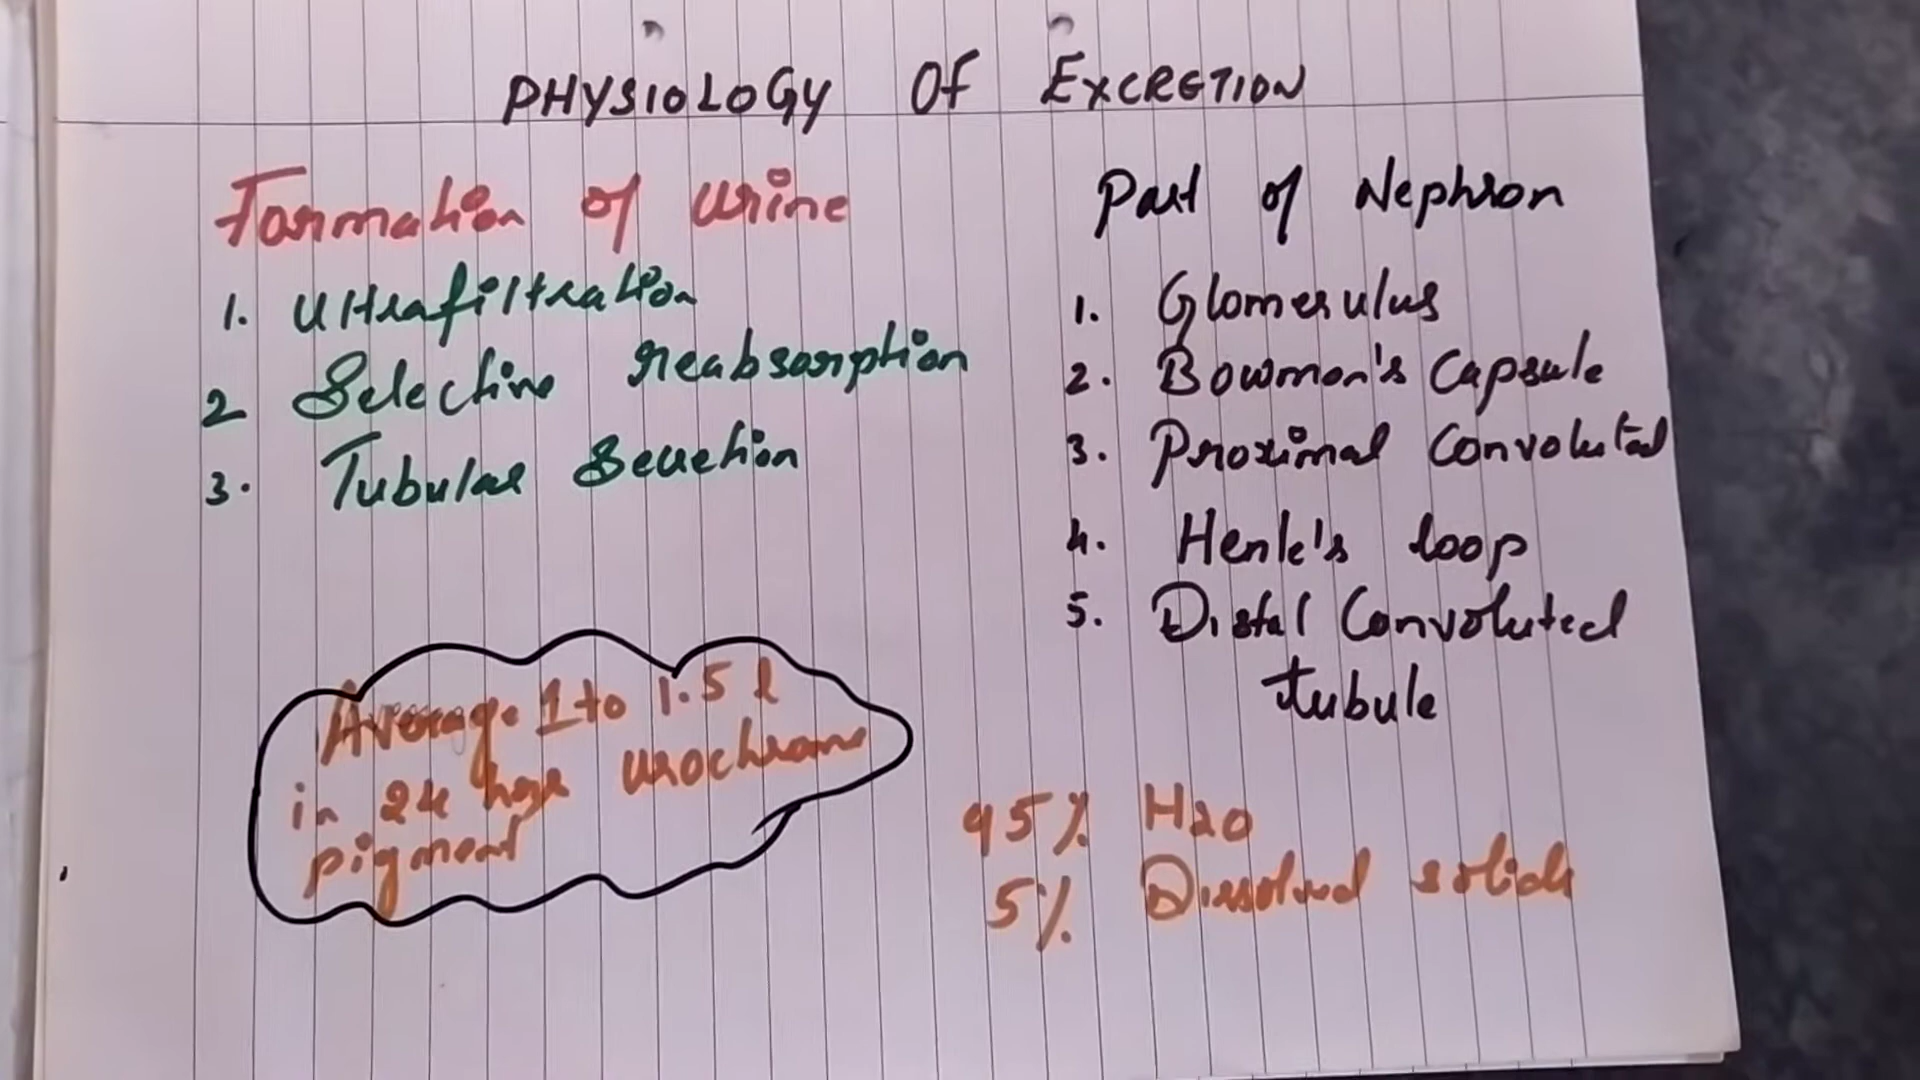 PHYSIOLOGY OF EXCRETION
Formation of urine
1. Ultrafiltration
2 Selective reabsorption
3. Tubular Secretion
Part of Nephron
1. Glomerulus
2. Bowman's Capsule
3. Proximal Convoluted
4. Henle's loop
5. Distal Convoluted
tubule
Average 1 to 1.5 l
in 24 urochrome
pigment
95% H2O
5% Dissolved solids